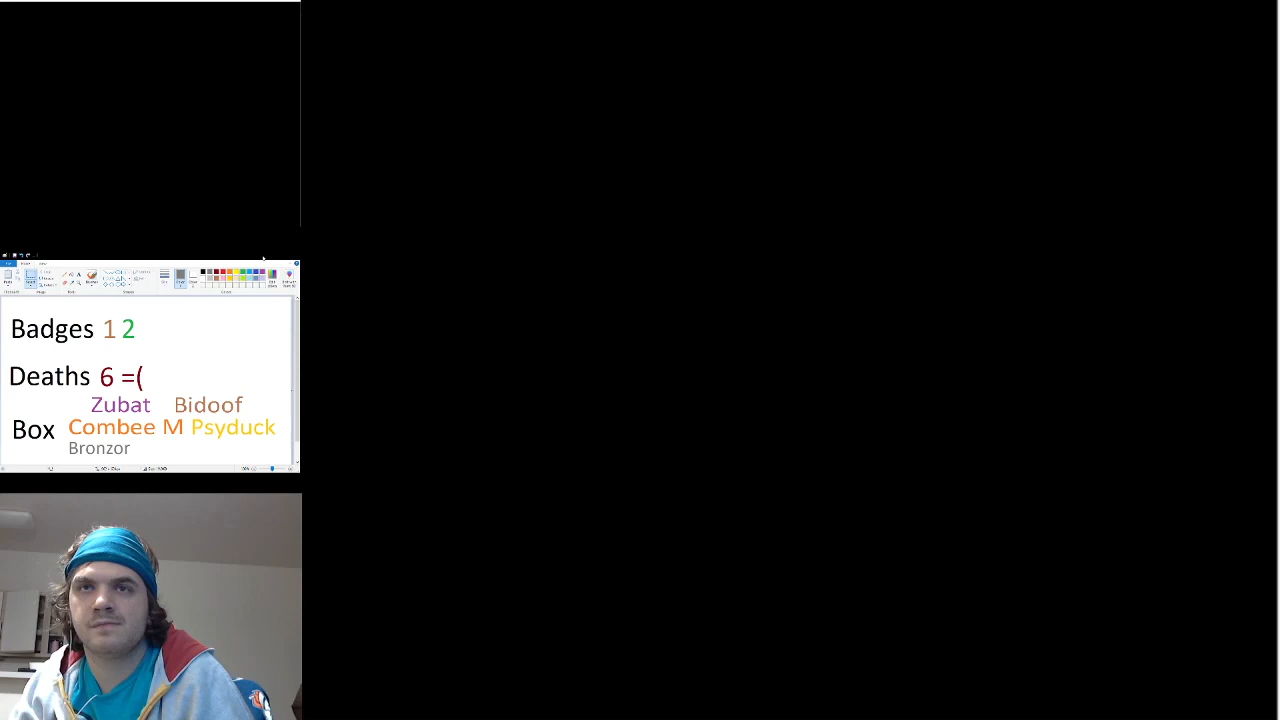 Badges 1 2
Deaths 6 =(
Zubat Bidoof
Box Combee M Psyduck
Bronzor